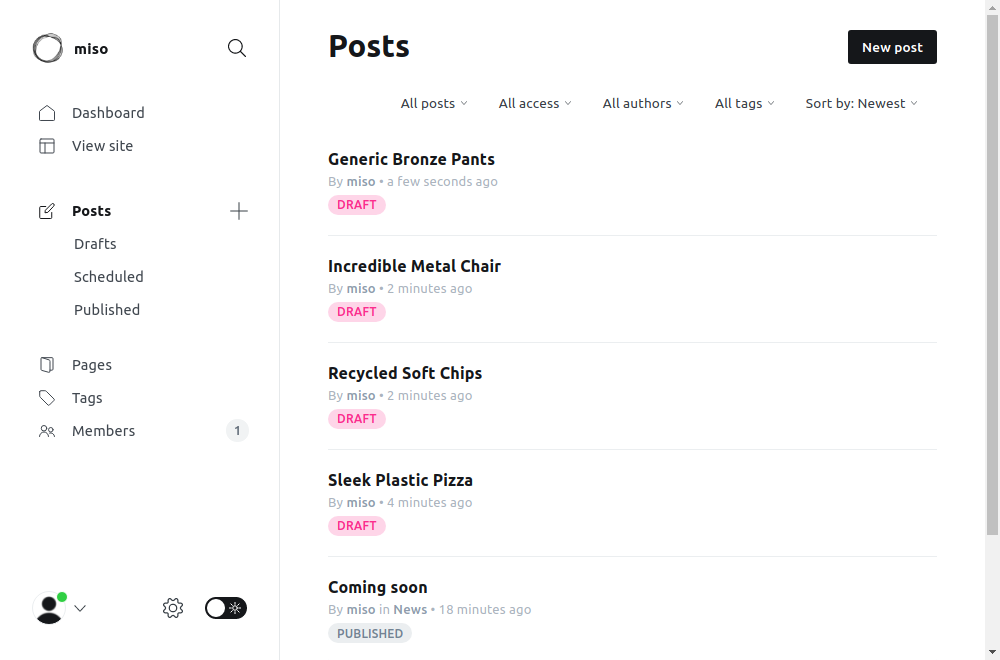 miso
Dashboard
View site
Posts
Drafts
Scheduled
Published
Pages
Tags
Members
1
Posts
New post
All posts
All access
All authors
All tags
Sort by: Newest
Generic Bronze Pants
By miso • a few seconds ago
DRAFT
Incredible Metal Chair
By miso • 2 minutes ago
DRAFT
Recycled Soft Chips
By miso • 2 minutes ago
DRAFT
Sleek Plastic Pizza
By miso • 4 minutes ago
DRAFT
Coming soon
By miso in News • 18 minutes ago
PUBLISHED